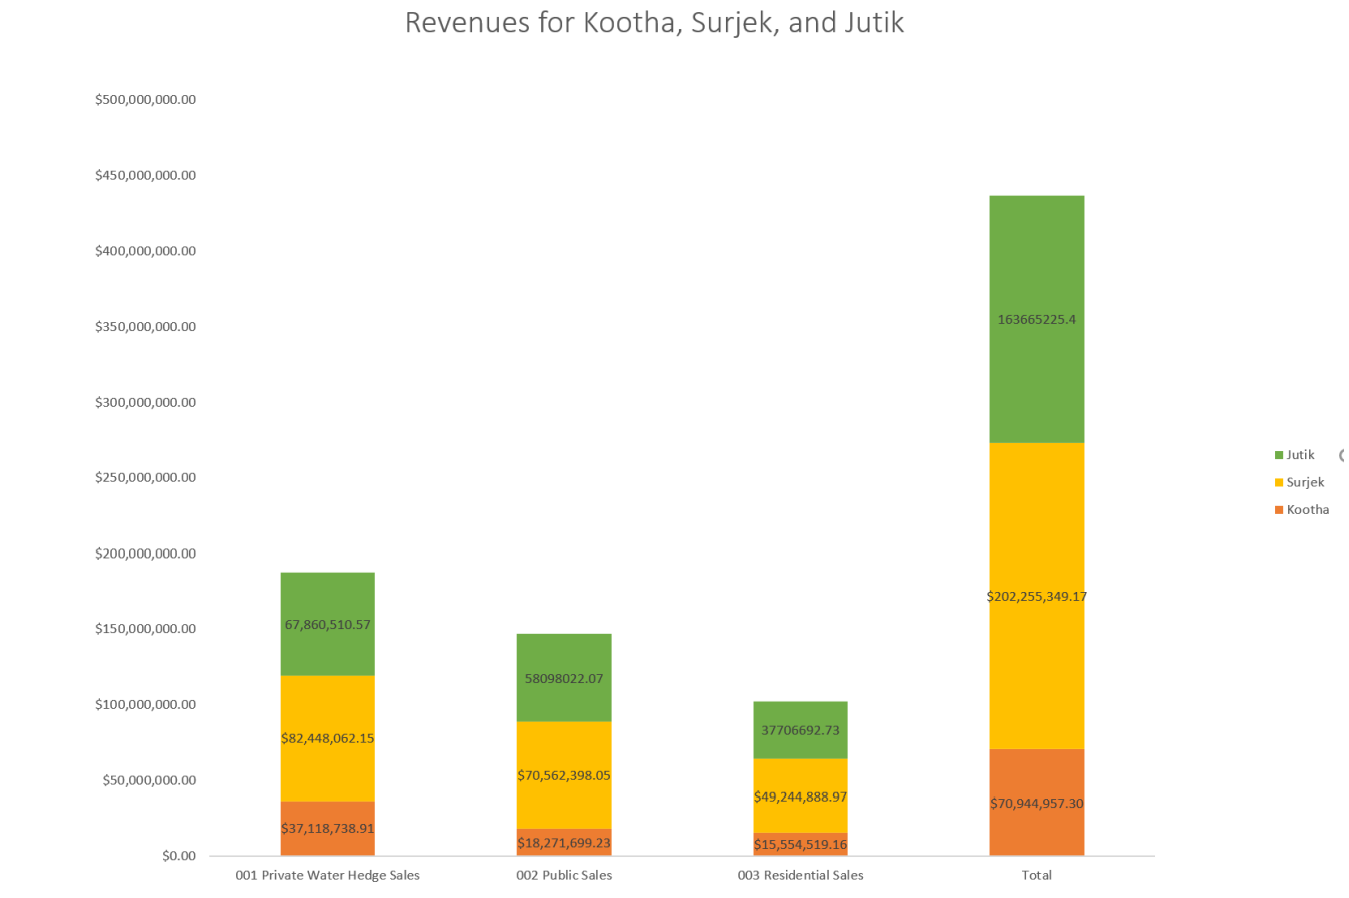 Revenues for Kootha, Surjek, and Jutik
$500,000,000.00
$450,000,000.00
$400,000,000.00
$350,000,000.00
$300,000,000.00
$250,000,000.00
$200,000,000.00
$150,000,000.00
$100,000,000.00
$50,000,000.00
$0.00
67,860,510.57
$82,448,062.15
$37,118,738.91
58098022.07
$70,562,398.05
$18,271,699.23
37706692.73
$49,244,888.97
$15,554,519.16
163665225.4
$202,255,349.17
$70,944,957.30
001 Private Water Hedge Sales
002 Public Sales
003 Residential Sales
Total
Jutik
Surjek
Kootha